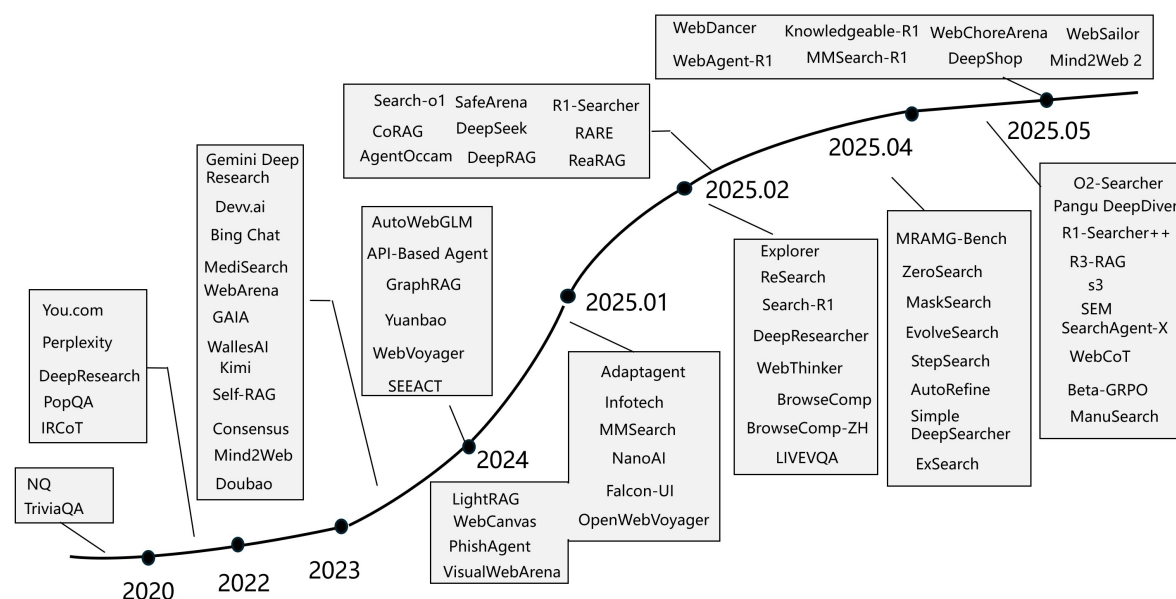 NQ
TriviaQA
You.com
Perplexity
DeepResearch
PopQA
IRCoT
Gemini Deep
Research
Devv.ai
Bing Chat
MediSearch
WebArena
GAIA
WallesAI
Kimi
Self-RAG
Consensus
Mind2Web
Doubao
AutoWebGLM
API-Based Agent
GraphRAG
Yuanbao
WebVoyager
SEEACT
LightRAG
WebCanvas
PhishAgent
VisualWebArena
Adaptagent
Infotech
MMSearch
NanoAI
Falcon-UI
OpenWebVoyager
Search-o1 SafeArena R1-Searcher
CoRAG DeepSeek RARE
AgentOccam DeepRAG ReaRAG
Explorer
ReSearch
Search-R1
DeepResearcher
WebThinker
BrowseComp
BrowseComp-ZH
LIVEVQA
MRAMG-Bench
ZeroSearch
MaskSearch
EvolveSearch
StepSearch
AutoRefine
Simple
DeepSearcher
ExSearch
O2-Searcher
Pangu DeepDiver
R1-Searcher++
R3-RAG
s3
SEM
SearchAgent-X
WebCoT
Beta-GRPO
ManuSearch
WebDancer Knowledgeable-R1 WebChoreArena WebSailor
WebAgent-R1 MMSearch-R1 DeepShop Mind2Web 2
2020
2022
2023
2024
2025.01
2025.02
2025.04
2025.05